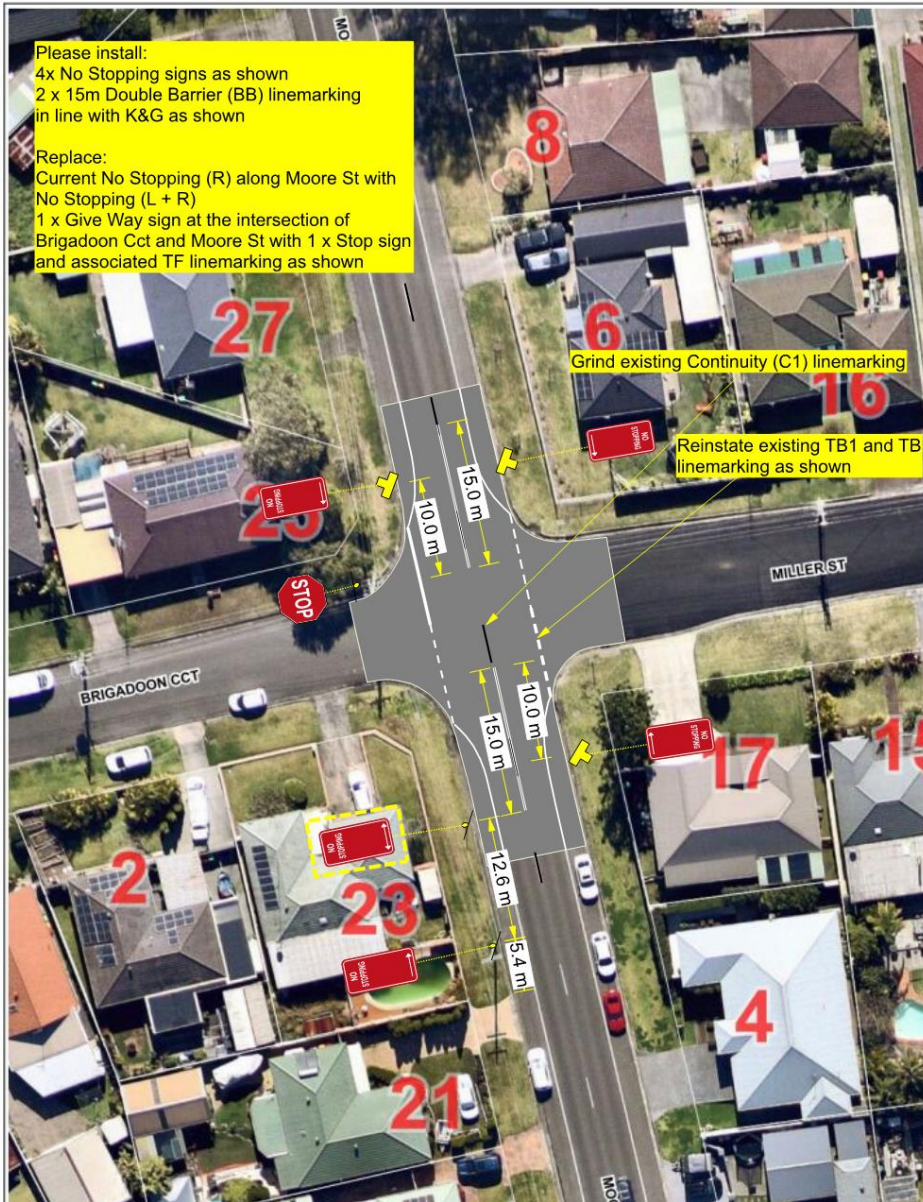 MO
Please install:
4x No Stopping signs as shown
2 x 15m Double Barrier (BB) linemarking
in line with K&G as shown
Replace:
Current No Stopping (R) along Moore St with
No Stopping (L + R)
1 x Give Way sign at the intersection of
Brigadoon Cct and Moore St with 1 x Stop sign
and associated TF linemarking as shown
8
27
6
Grind existing Continuity (C1) linemarking
16
Reinstate existing TB1 and TB
linemarking as shown
NO
STOPPING
15.0 m
10.0 m
25
NO
STOPPING
STOP
MILLER ST
BRIGADOON CCT
15.0 m
10.0 m
NO
STOPPING
17
15
NO
STOPPING
2
23
12.6 m
5.4 m
NO
STOPPING
4
21
MO